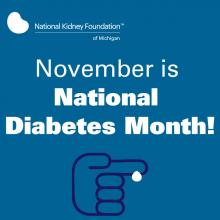 National Kidney Foundation™
of Michigan
November is
National
Diabetes Month!